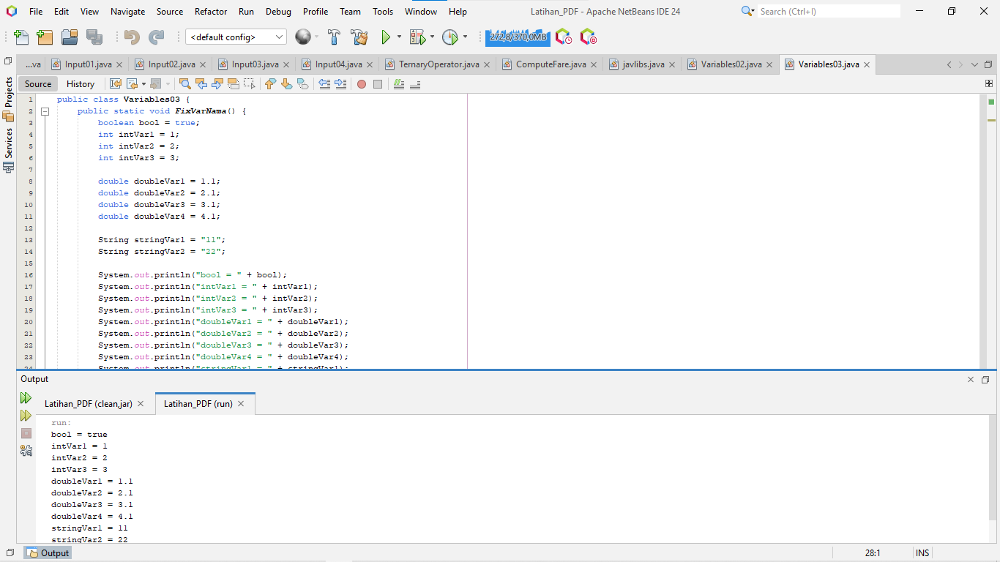 File Edit View Navigate Source Refactor Run Debug Profile Team Tools Window Help Latihan_PDF - Apache NetBeans IDE 24 Search (Ctrl+I)
<default config> 272,8/370,0MB
...va Input01.java Input02.java Input03.java Input04.java TernaryOperator.java ComputeFare.java javlibs.java Variables02.java Variables03.java
Source History
Projects
Services
1 public class Variables03 {
2 public static void FixVarNama() {
3 boolean bool = true;
4 int intVar1 = 1;
5 int intVar2 = 2;
6 int intVar3 = 3;
7
8 double doubleVar1 = 1.1;
9 double doubleVar2 = 2.1;
10 double doubleVar3 = 3.1;
11 double doubleVar4 = 4.1;
12
13 String stringVar1 = "11";
14 String stringVar2 = "22";
15
16 System.out.println("bool = " + bool);
17 System.out.println("intVar1 = " + intVar1);
18 System.out.println("intVar2 = " + intVar2);
19 System.out.println("intVar3 = " + intVar3);
20 System.out.println("doubleVar1 = " + doubleVar1);
21 System.out.println("doubleVar2 = " + doubleVar2);
22 System.out.println("doubleVar3 = " + doubleVar3);
23 System.out.println("doubleVar4 = " + doubleVar4);
24 System.out.println("stringVar1 = " + stringVar1);
Output
Latihan_PDF (clean,jar) Latihan_PDF (run)
run:
bool = true
intVar1 = 1
intVar2 = 2
intVar3 = 3
doubleVar1 = 1.1
doubleVar2 = 2.1
doubleVar3 = 3.1
doubleVar4 = 4.1
stringVar1 = 11
stringVar2 = 22
Output 28:1 INS